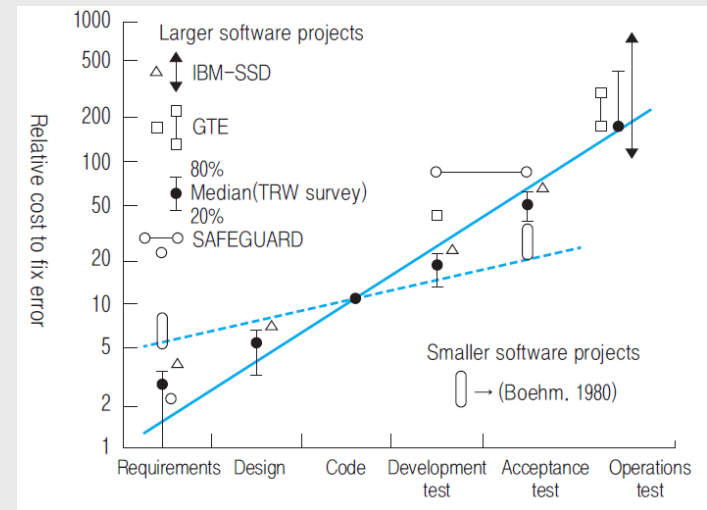 1000
500
200
100
50
20
10
5
2
1
Relative cost to fix error
Larger software projects
IBM-SSD
GTE
80%
Median(TRW survey)
20%
SAFEGUARD
Smaller software projects
→ (Boehm. 1980)
Requirements
Design
Code
Development
test
Acceptance
test
Operations
test